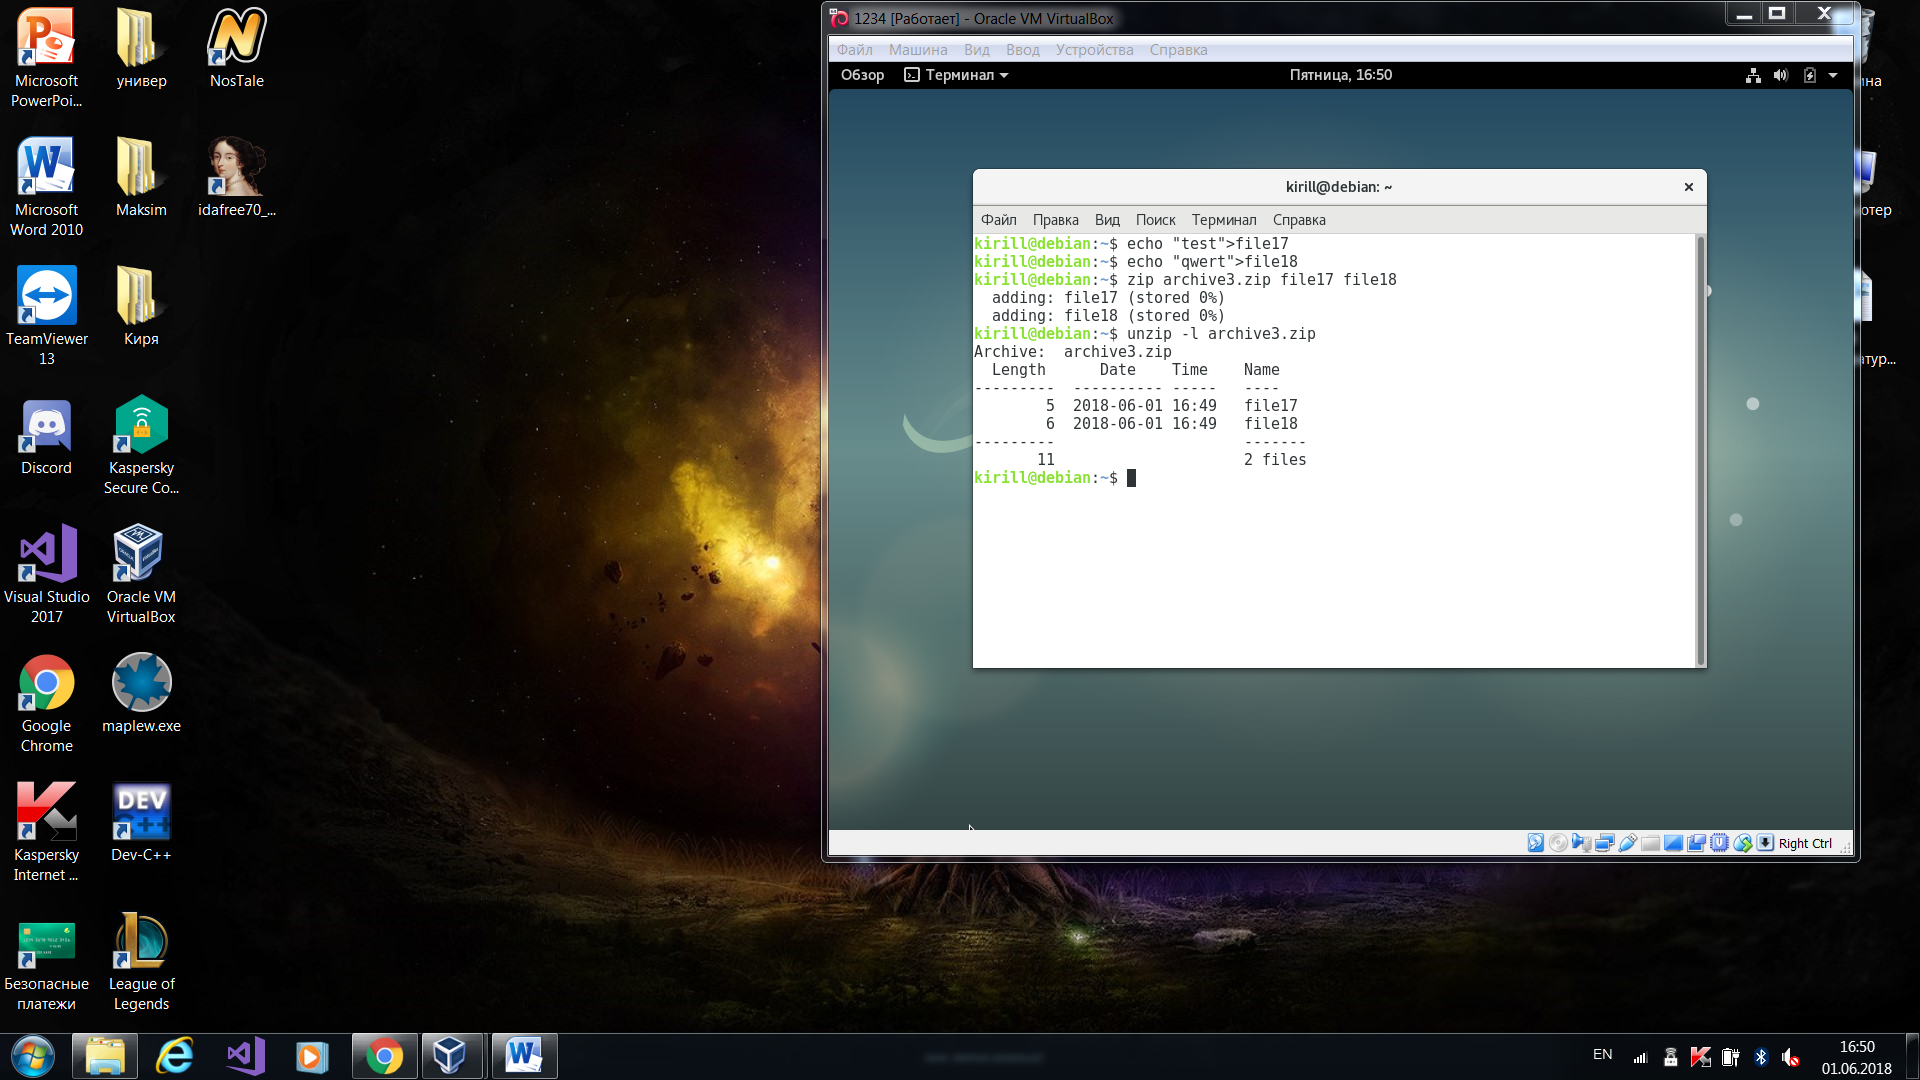 Microsoft
PowerPoi...
универ
NosTale
Microsoft
Word 2010
Maksim
idafree70_...
TeamViewer
13
Киря
Discord
Kaspersky
Secure Co...
Visual Studio
2017
Oracle VM
VirtualBox
Google
Chrome
maplew.exe
Kaspersky
Internet ...
DEV
C++
Dev-C++
Безопасные
платежи
League of
Legends
1234 [Работает] - Oracle VM VirtualBox
Файл Машина Вид Ввод Устройства Справка
Обзор Терминал Пятница, 16:50
kirill@debian: ~
Файл Правка Вид Поиск Терминал Справка
kirill@debian:~$ echo "test">file17
kirill@debian:~$ echo "qwert">file18
kirill@debian:~$ zip archive3.zip file17 file18
  adding: file17 (stored 0%)
  adding: file18 (stored 0%)
kirill@debian:~$ unzip -l archive3.zip
Archive:  archive3.zip
  Length      Date    Time    Name
---------  ---------- -----   ----
        5  2018-06-01 16:49   file17
        6  2018-06-01 16:49   file18
---------                     -------
       11                     2 files
kirill@debian:~$
Right Ctrl
EN
16:50
01.06.2018